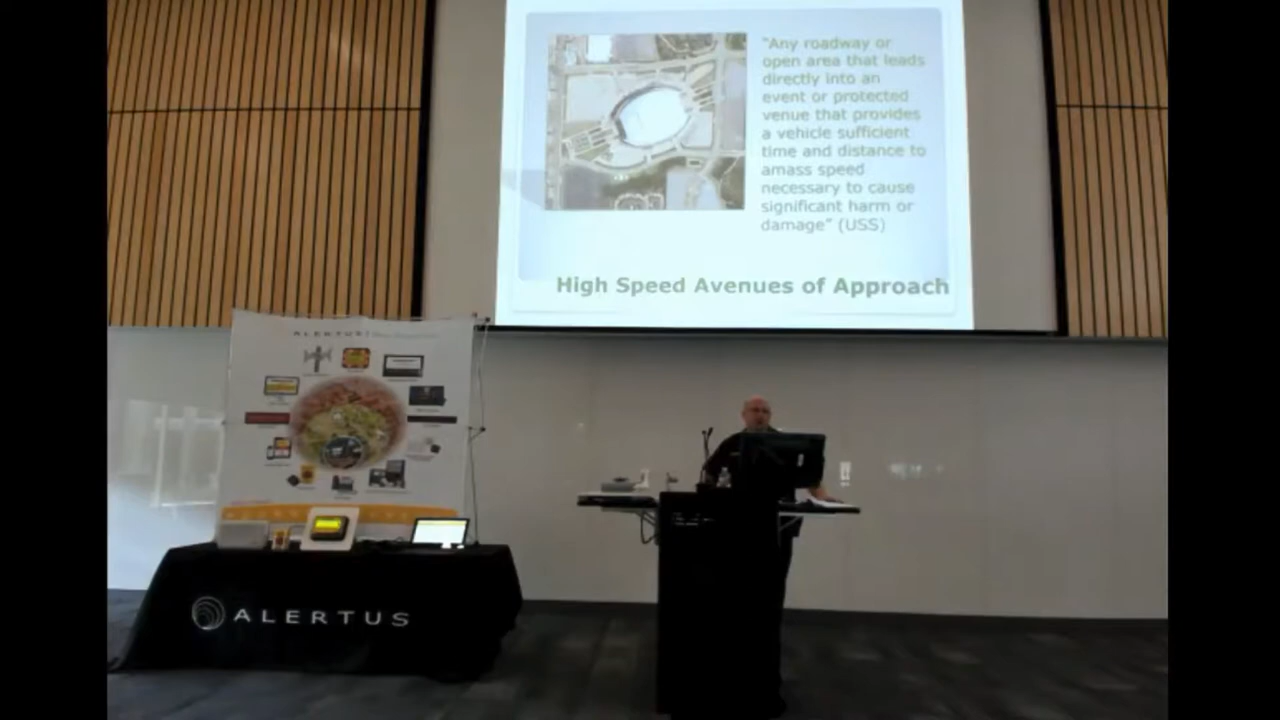 “Any roadway or
open area that leads
directly into an
event or protected
venue that provides
a vehicle sufficient
time and distance to
amass speed
necessary to cause
significant harm or
damage” (USS)
High Speed Avenues of Approach
ALERTUS
ALERTUS